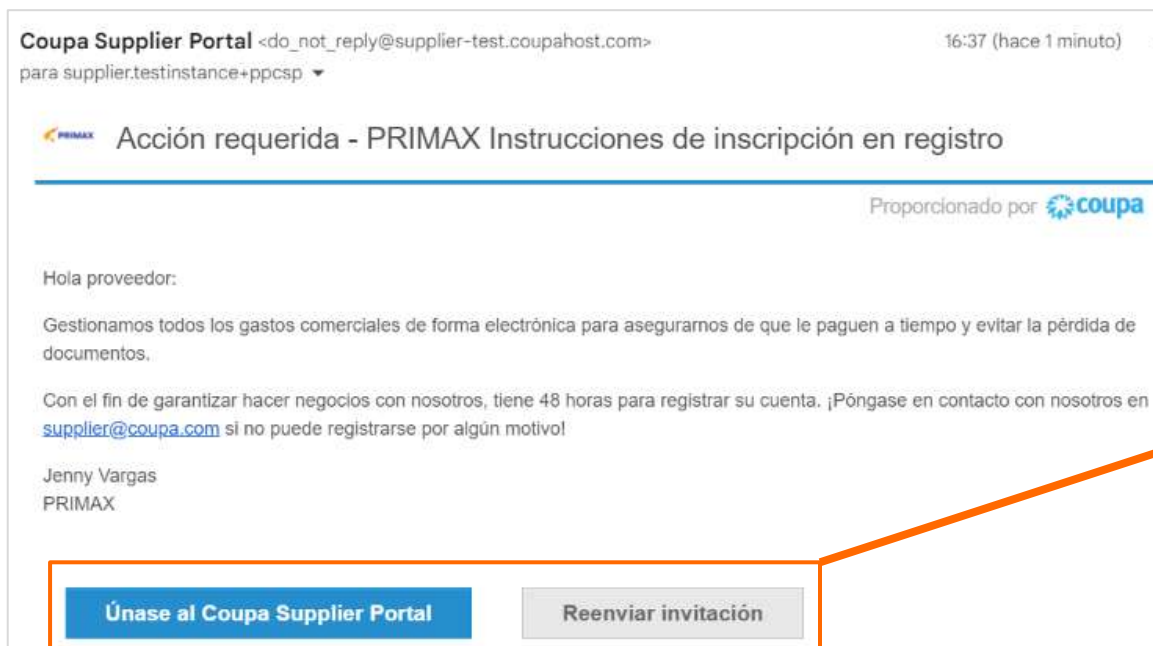 Coupa Supplier Portal <do_not_reply@supplier-test.coupahost.com> 16:37 (hace 1 minuto)
para supplier.testinstance+ppcsp
PRIMAX Acción requerida - PRIMAX Instrucciones de inscripción en registro
Proporcionado por coupa
Hola proveedor:
Gestionamos todos los gastos comerciales de forma electrónica para asegurarnos de que le paguen a tiempo y evitar la pérdida de
documentos.
Con el fin de garantizar hacer negocios con nosotros, tiene 48 horas para registrar su cuenta. ¡Póngase en contacto con nosotros en
supplier@coupa.com si no puede registrarse por algún motivo!
Jenny Vargas
PRIMAX
Únase al Coupa Supplier Portal Reenviar invitación